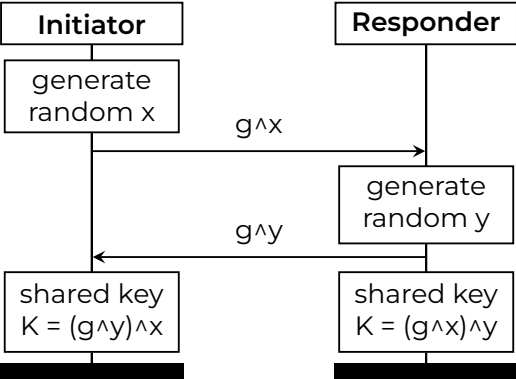 Initiator
Responder
generate
random x
g^x
generate
random y
g^y
shared key
K = (g^y)^x
shared key
K = (g^x)^y